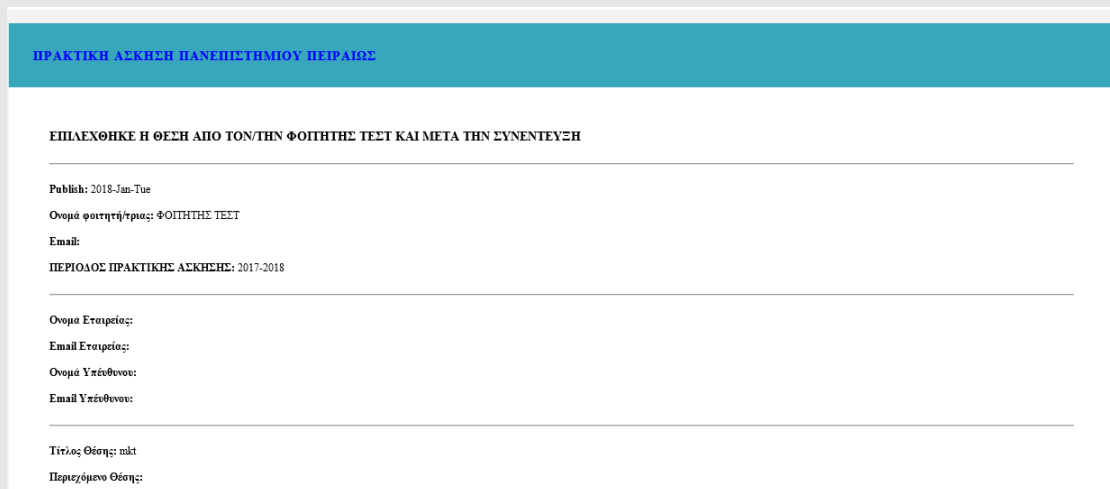 ΠΡΑΚΤΙΚΗ ΑΣΚΗΣΗ ΠΑΝΕΠΙΣΤΗΜΙΟΥ ΠΕΙΡΑΙΩΣ
ΕΠΙΛΕΧΘΗΚΕ Η ΘΕΣΗ ΑΠΟ ΤΟΝ/ΤΗΝ ΦΟΙΤΗΤΗΣ ΤΕΣΤ ΚΑΙ ΜΕΤΑ ΤΗΝ ΣΥΝΕΝΤΕΥΞΗ
Publish: 2018-Jan-Tue
Ονομά φοιτητή/τριας: ΦΟΙΤΗΤΗΣ ΤΕΣΤ
Email:
ΠΕΡΙΟΔΟΣ ΠΡΑΚΤΙΚΗΣ ΑΣΚΗΣΗΣ: 2017-2018
Ονομά Εταιρείας:
Email Εταιρείας:
Ονομά Υπέυθυνου:
Email Υπέυθυνου:
Τίτλος Θέσης: mkt
Περιεχόμενο Θέσης: